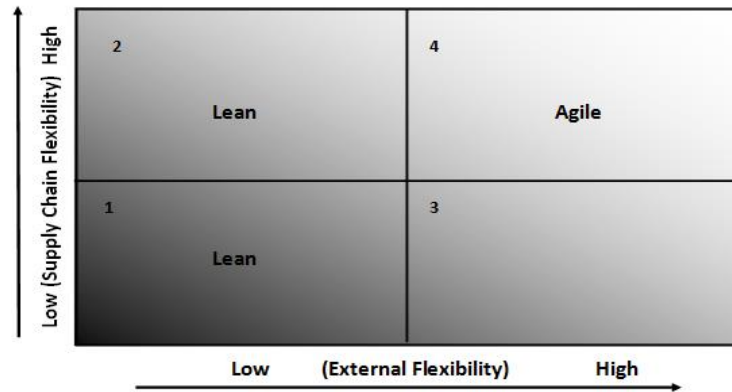 Low (Supply Chain Flexibility) High
2
4
Lean
Agile
1
3
Lean
Low (External Flexibility) High